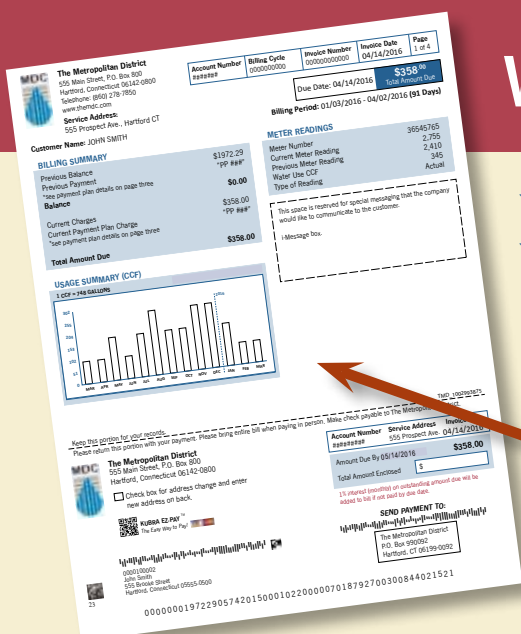 W
MDC
The Metropolitan District
555 Main Street, P.O. Box 800
Hartford, Connecticut 06142-0800
Telephone: (860) 278-7850
www.themdc.com
Service Address:
555 Prospect Ave., Hartford CT
Customer Name: JOHN SMITH
Account Number Billing Cycle Invoice Number Invoice Date Page
####### 0000000000 00000000000 04/14/2016 1 of 4
Due Date: 04/14/2016 $358.00
Total Amount Due
Billing Period: 01/03/2016 - 04/02/2016 (91 Days)
BILLING SUMMARY
Previous Balance $1972.29
Previous Payment "PP ###"
*see payment plan details on page three
Balance $0.00
Current Charges $358.00
Current Payment Plan Charge "PP ###"
*see payment plan details on page three
Total Amount Due $358.00
METER READINGS
Meter Number 36545765
Current Meter Reading 2,755
Previous Meter Reading 2,410
Water Use CCF 345
Type of Reading Actual
This space is reserved for special messaging that the company
would like to communicate to the customer.
i-Message box.
USAGE SUMMARY (CCF)
1 CCF = 748 GALLONS
MAR APR MAY JUN JUL AUG SEP OCT NOV DEC JAN FEB MAR
TMD_1002993875
Keep this portion for your records.
Please return this portion with your payment. Please bring entire bill when paying in person. Make check payable to The Metropolitan District.
MDC
The Metropolitan District
555 Main Street, P.O. Box 800
Hartford, Connecticut 06142-0800
Check box for address change and enter
new address on back.
KUBRA EZ-PAY™
The Easy Way to Pay!
Account Number Service Address Invoice
######### 555 Prospect Ave. 04/14/2016
Amount Due By 05/14/2016 $358.00
Total Amount Enclosed $
1% interest (monthly) on outstanding amount due will be
added to bill if not paid by due date.
SEND PAYMENT TO:
The Metropolitan District
P.O. Box 990092
Hartford, CT 06199-0092
0000100002
John Smith
555 Brooke Street
Hartford, Connecticut 05555-0500
23